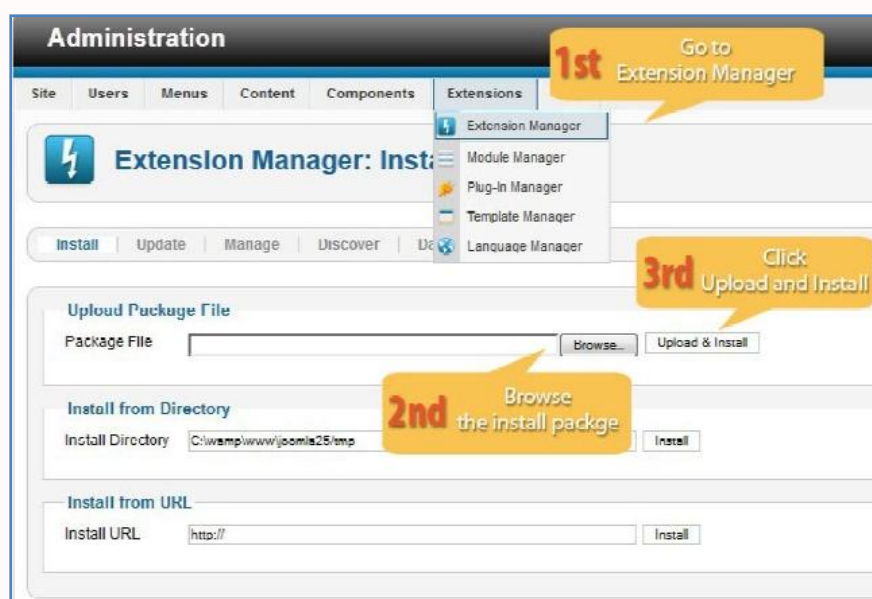 Administration
1st Go to
Extension Manager
Site Users Menus Content Components Extensions
Extension Manager
Extension Manager: Insta
Module Manager
Plug-In Manager
Template Manager
Language Manager
Install Update Manage Discover Da
3rd Click
Upload and Install
Upload Package File
Package File Browse... Upload & Install
2nd Browse
the install packge
Install from Directory
Install Directory C:\wamp\www\joomla25/tmp Install
Install from URL
Install URL http:// Install